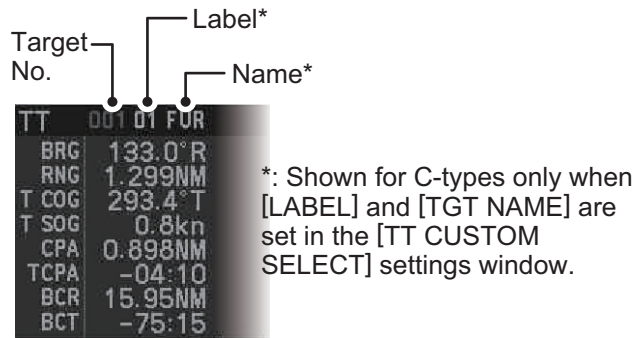 Label*
Target
No.
Name*
TT 001 01 FUR
BRG 133.0°R
RNG 1.299NM
T COG 293.4°T
T SOG 0.8kn
CPA 0.898NM
TCPA -04:10
BCR 15.95NM
BCT -75:15
*: Shown for C-types only when
[LABEL] and [TGT NAME] are
set in the [TT CUSTOM
SELECT] settings window.